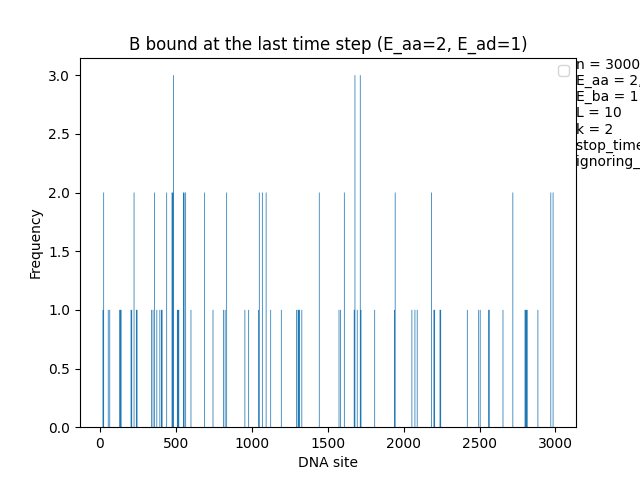 B bound at the last time step (E_aa=2, E_ad=1)
n = 3000
E_aa = 2,
E_ba = 1
L = 10
k = 2
stop_time
ignoring_
Frequency
3.0
2.5
2.0
1.5
1.0
0.5
0.0
0 500 1000 1500 2000 2500 3000
DNA site